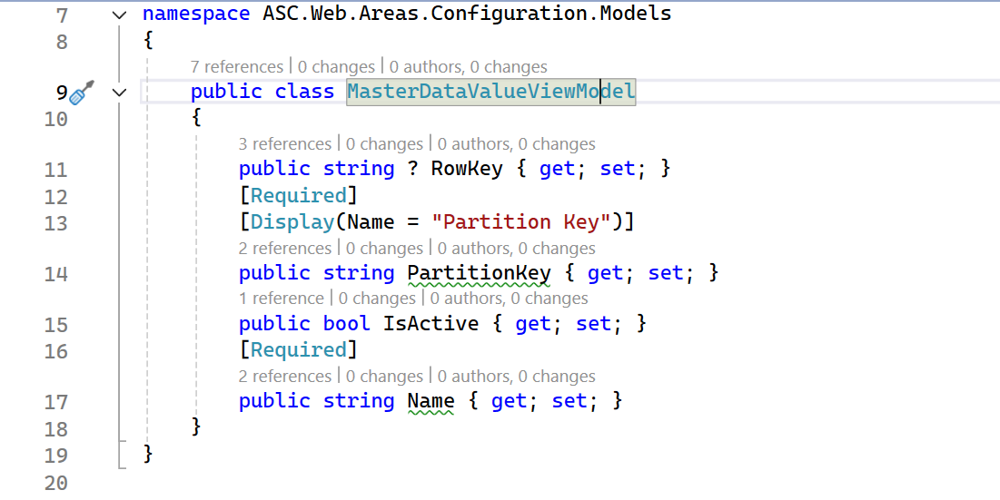 7 namespace ASC.Web.Areas.Configuration.Models
8 {
7 references | 0 changes | 0 authors, 0 changes
9 public class MasterDataValueViewModel
10 {
3 references | 0 changes | 0 authors, 0 changes
11 public string ? RowKey { get; set; }
12 [Required]
13 [Display(Name = "Partition Key")]
2 references | 0 changes | 0 authors, 0 changes
14 public string PartitionKey { get; set; }
1 reference | 0 changes | 0 authors, 0 changes
15 public bool IsActive { get; set; }
16 [Required]
2 references | 0 changes | 0 authors, 0 changes
17 public string Name { get; set; }
18 }
19 }
20